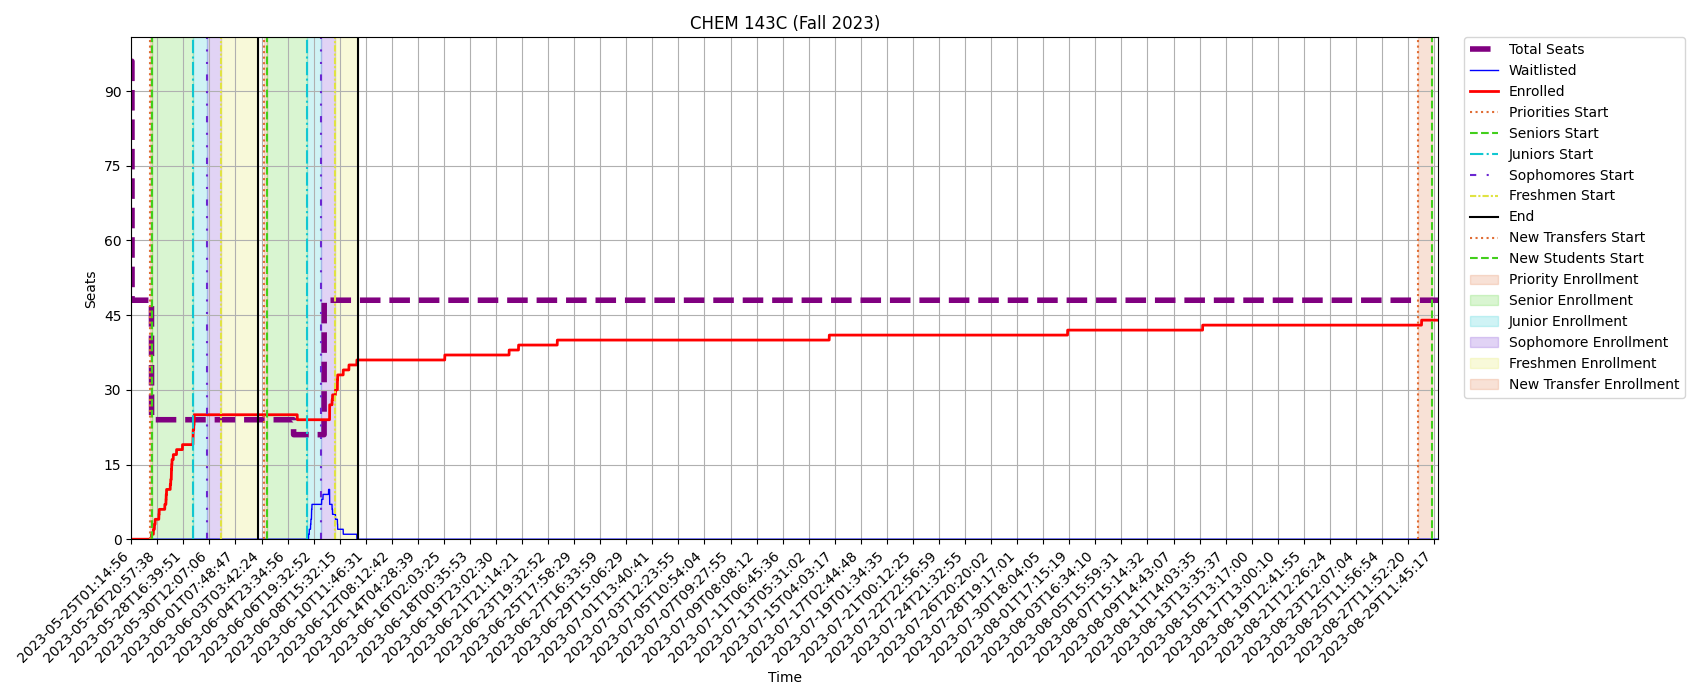 CHEM 143C (Fall 2023)
Seats
90
75
60
45
30
15
0
2023-05-25T01:14:56
2023-05-26T20:57:38
2023-05-28T16:39:51
2023-05-30T12:07:06
2023-06-01T07:48:47
2023-06-03T03:42:24
2023-06-04T23:34:56
2023-06-06T19:32:52
2023-06-08T15:32:15
2023-06-10T11:46:31
2023-06-12T08:12:42
2023-06-14T04:28:39
2023-06-16T02:03:25
2023-06-18T00:35:53
2023-06-19T23:02:30
2023-06-21T21:14:21
2023-06-23T19:32:52
2023-06-25T17:58:29
2023-06-27T16:33:59
2023-06-29T15:06:29
2023-07-01T13:40:41
2023-07-03T12:23:55
2023-07-05T10:54:04
2023-07-07T09:27:55
2023-07-09T08:08:12
2023-07-11T06:45:36
2023-07-13T05:31:02
2023-07-15T04:03:17
2023-07-17T02:44:48
2023-07-19T01:34:35
2023-07-21T00:12:25
2023-07-22T22:56:59
2023-07-24T21:32:55
2023-07-26T20:20:02
2023-07-28T19:17:01
2023-07-30T18:04:05
2023-08-01T17:15:19
2023-08-03T16:34:10
2023-08-05T15:59:31
2023-08-07T15:14:32
2023-08-09T14:43:07
2023-08-11T14:03:35
2023-08-13T13:35:37
2023-08-15T13:17:00
2023-08-17T13:00:10
2023-08-19T12:41:55
2023-08-21T12:26:24
2023-08-23T12:07:04
2023-08-25T11:56:54
2023-08-27T11:52:20
2023-08-29T11:45:17
Time
Total Seats
Waitlisted
Enrolled
Priorities Start
Seniors Start
Juniors Start
Sophomores Start
Freshmen Start
End
New Transfers Start
New Students Start
Priority Enrollment
Senior Enrollment
Junior Enrollment
Sophomore Enrollment
Freshmen Enrollment
New Transfer Enrollment